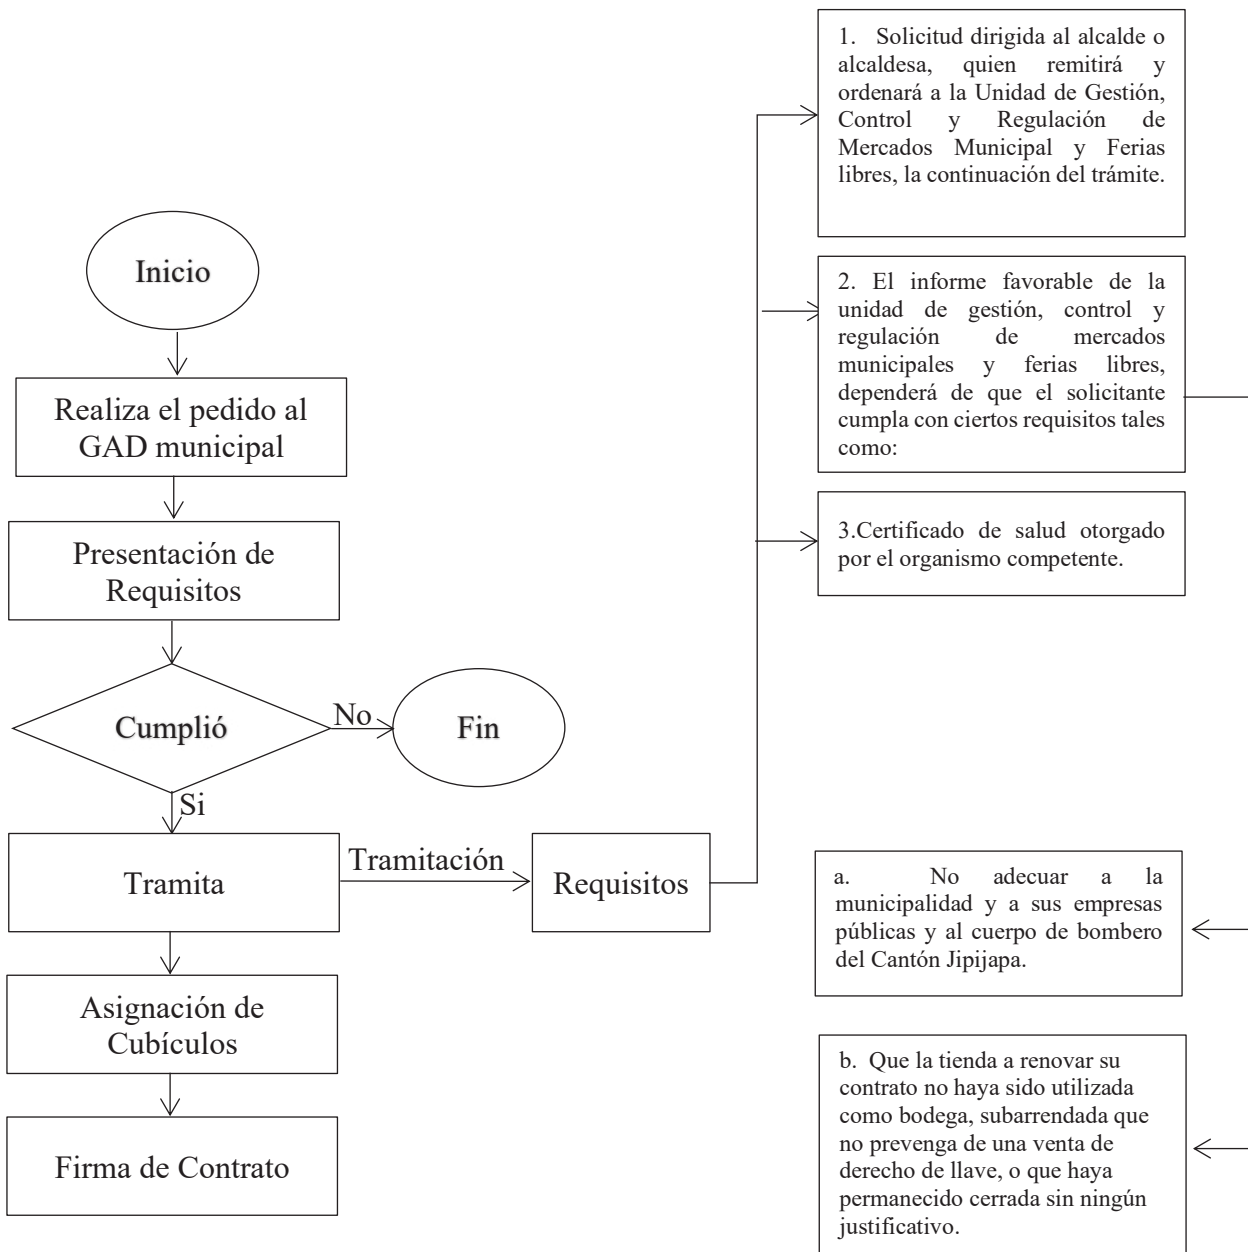 Inicio
Realiza el pedido al
GAD municipal
Presentación de
Requisitos
Cumplió
No
Fin
Si
Tramita
Tramitación
Requisitos
Asignación de
Cubículos
Firma de Contrato
1. Solicitud dirigida al alcalde o
alcaldesa, quien remitirá y
ordenará a la Unidad de Gestión,
Control y Regulación de
Mercados Municipal y Ferias
libres, la continuación del trámite.
2. El informe favorable de la
unidad de gestión, control y
regulación de mercados
municipales y ferias libres,
dependerá de que el solicitante
cumpla con ciertos requisitos tales
como:
3.Certificado de salud otorgado
por el organismo competente.
a. No adecuar a la
municipalidad y a sus empresas
públicas y al cuerpo de bombero
del Cantón Jipijapa.
b. Que la tienda a renovar su
contrato no haya sido utilizada
como bodega, subarrendada que
no prevenga de una venta de
derecho de llave, o que haya
permanecido cerrada sin ningún
justificativo.